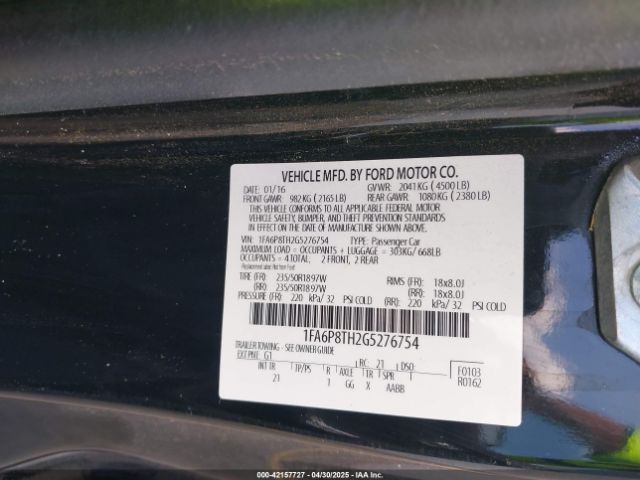 VEHICLE MFD. BY FORD MOTOR CO.
01/16 GVWR: 2041 KG ( 4500 LB)
FRONT GAWR: 982 KG ( 2165 LB) REAR GAWR: 1080 KG ( 2380 LB)
THIS VEHICLE CONFORMS TO ALL APPLICABLE FEDERAL MOTOR
VEHICLE SAFETY, BUMPER, AND THEFT PREVENTION STANDARDS
IN EFFECT ON THE DATE OF MANUFACTURE SHOWN ABOVE.
VIN: 1FA6P8TH2G5276754 TYPE: Passenger Car
MAXIMUM LOAD = OCCUPANTS + LUGGAGE = 303KG/ 668LB
OCCUPANTS = 4 TOTAL 2 FRONT, 2 REAR
TIRE (FR): 235/50R1897W RIMS (FR): 18x8.0J
(RR): 235/50R1897W (RR): 18x8.0J
PRESSURE (FR): 220 kPa/ 32 PSI COLD (RR): 220 kPa/ 32 PSI COLD
1FA6P8TH2G5276754
TRAILER TOWING - SEE OWNER GUIDE
EXT PNT: G1 RC: 21 DSO: F0103
INT TR TP/PS R AXLE TR SPR R0162
21 1 GG X AABB
000-42157727 - 04/30/2025 - IAA Inc.